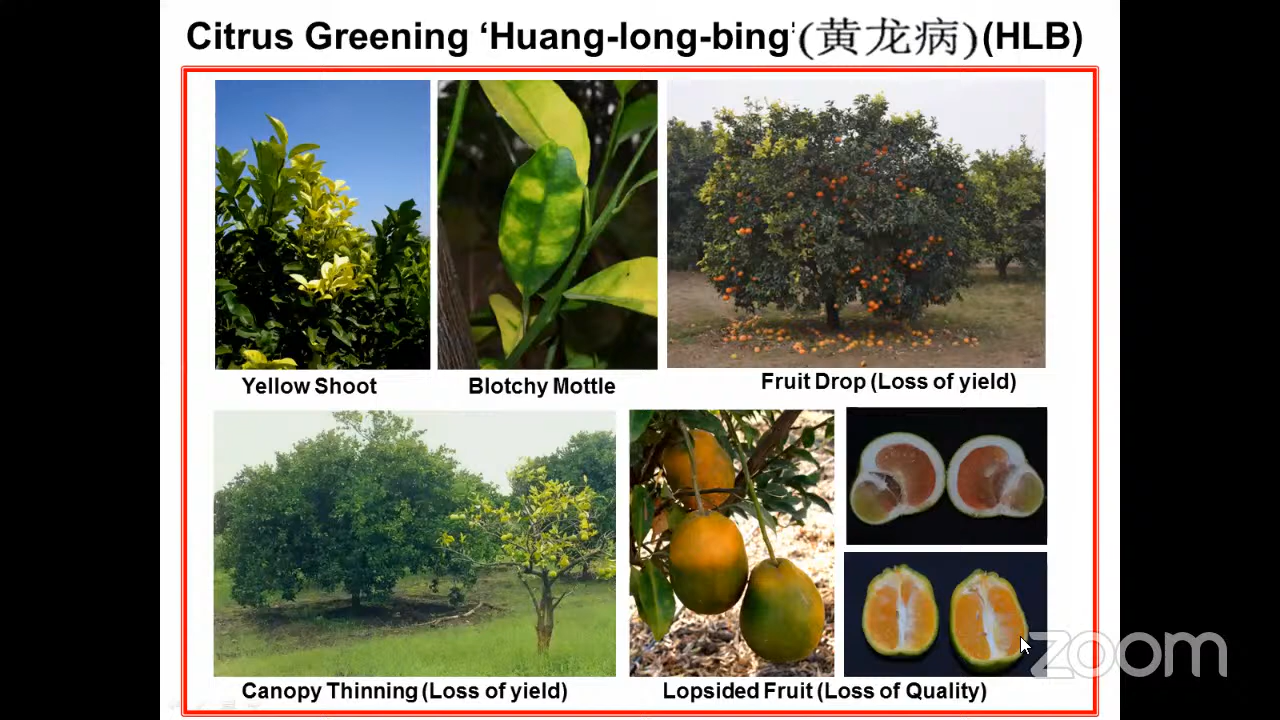 Citrus Greening ‘Huang-long-bing‘(黄龙病)(HLB)
Yellow Shoot
Blotchy Mottle
Fruit Drop (Loss of yield)
Canopy Thinning (Loss of yield)
Lopsided Fruit (Loss of Quality)
zoom